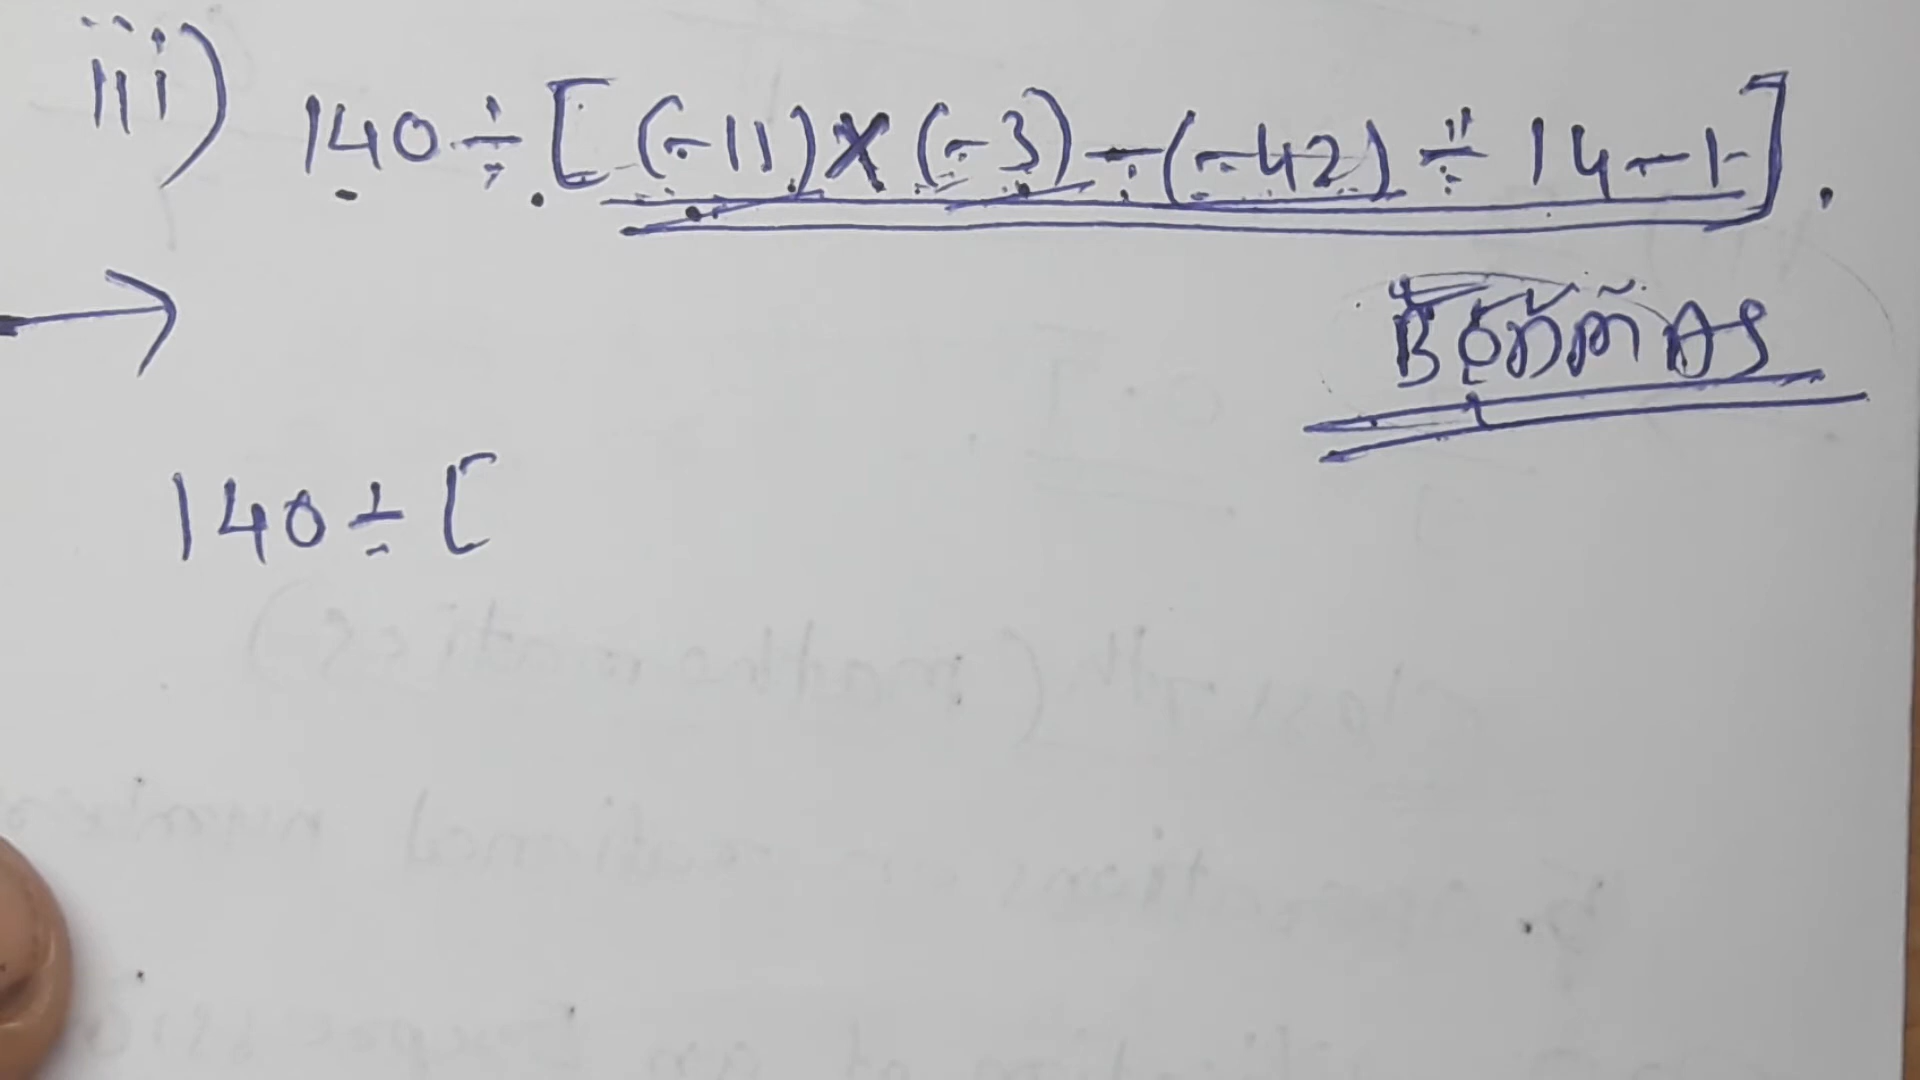 iii) 140 ÷ [(-11) × (-3) - (-42) ÷ 14 - 1].
BODMAS
140 ÷ [